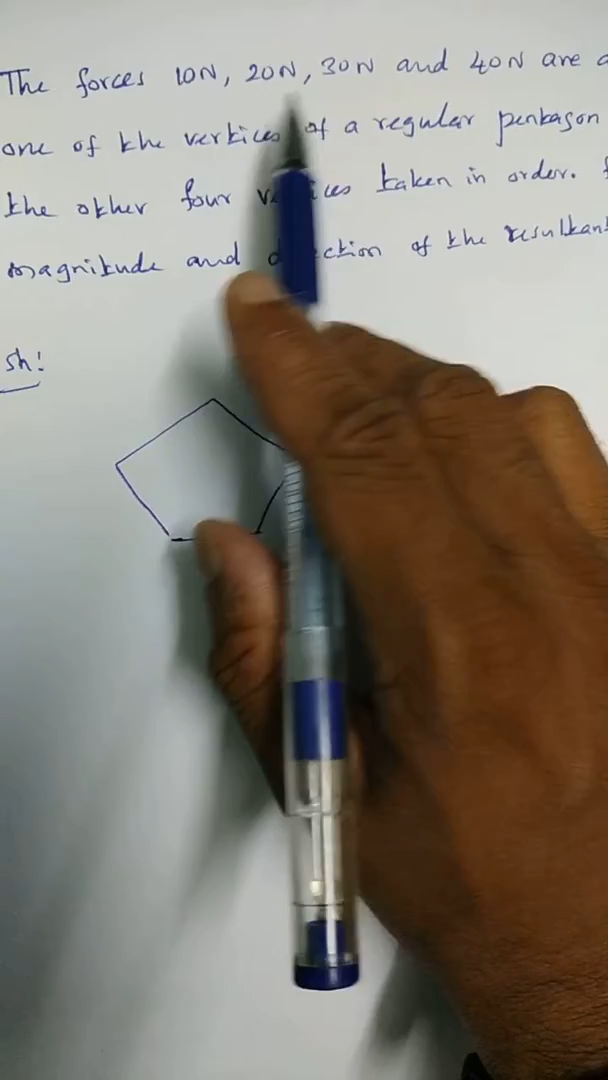 The forces 10N, 20N, 30N and 40N are
one of the vertices of a regular pentagon
the other four taken in order.
magnitude and of the resultant
sln: